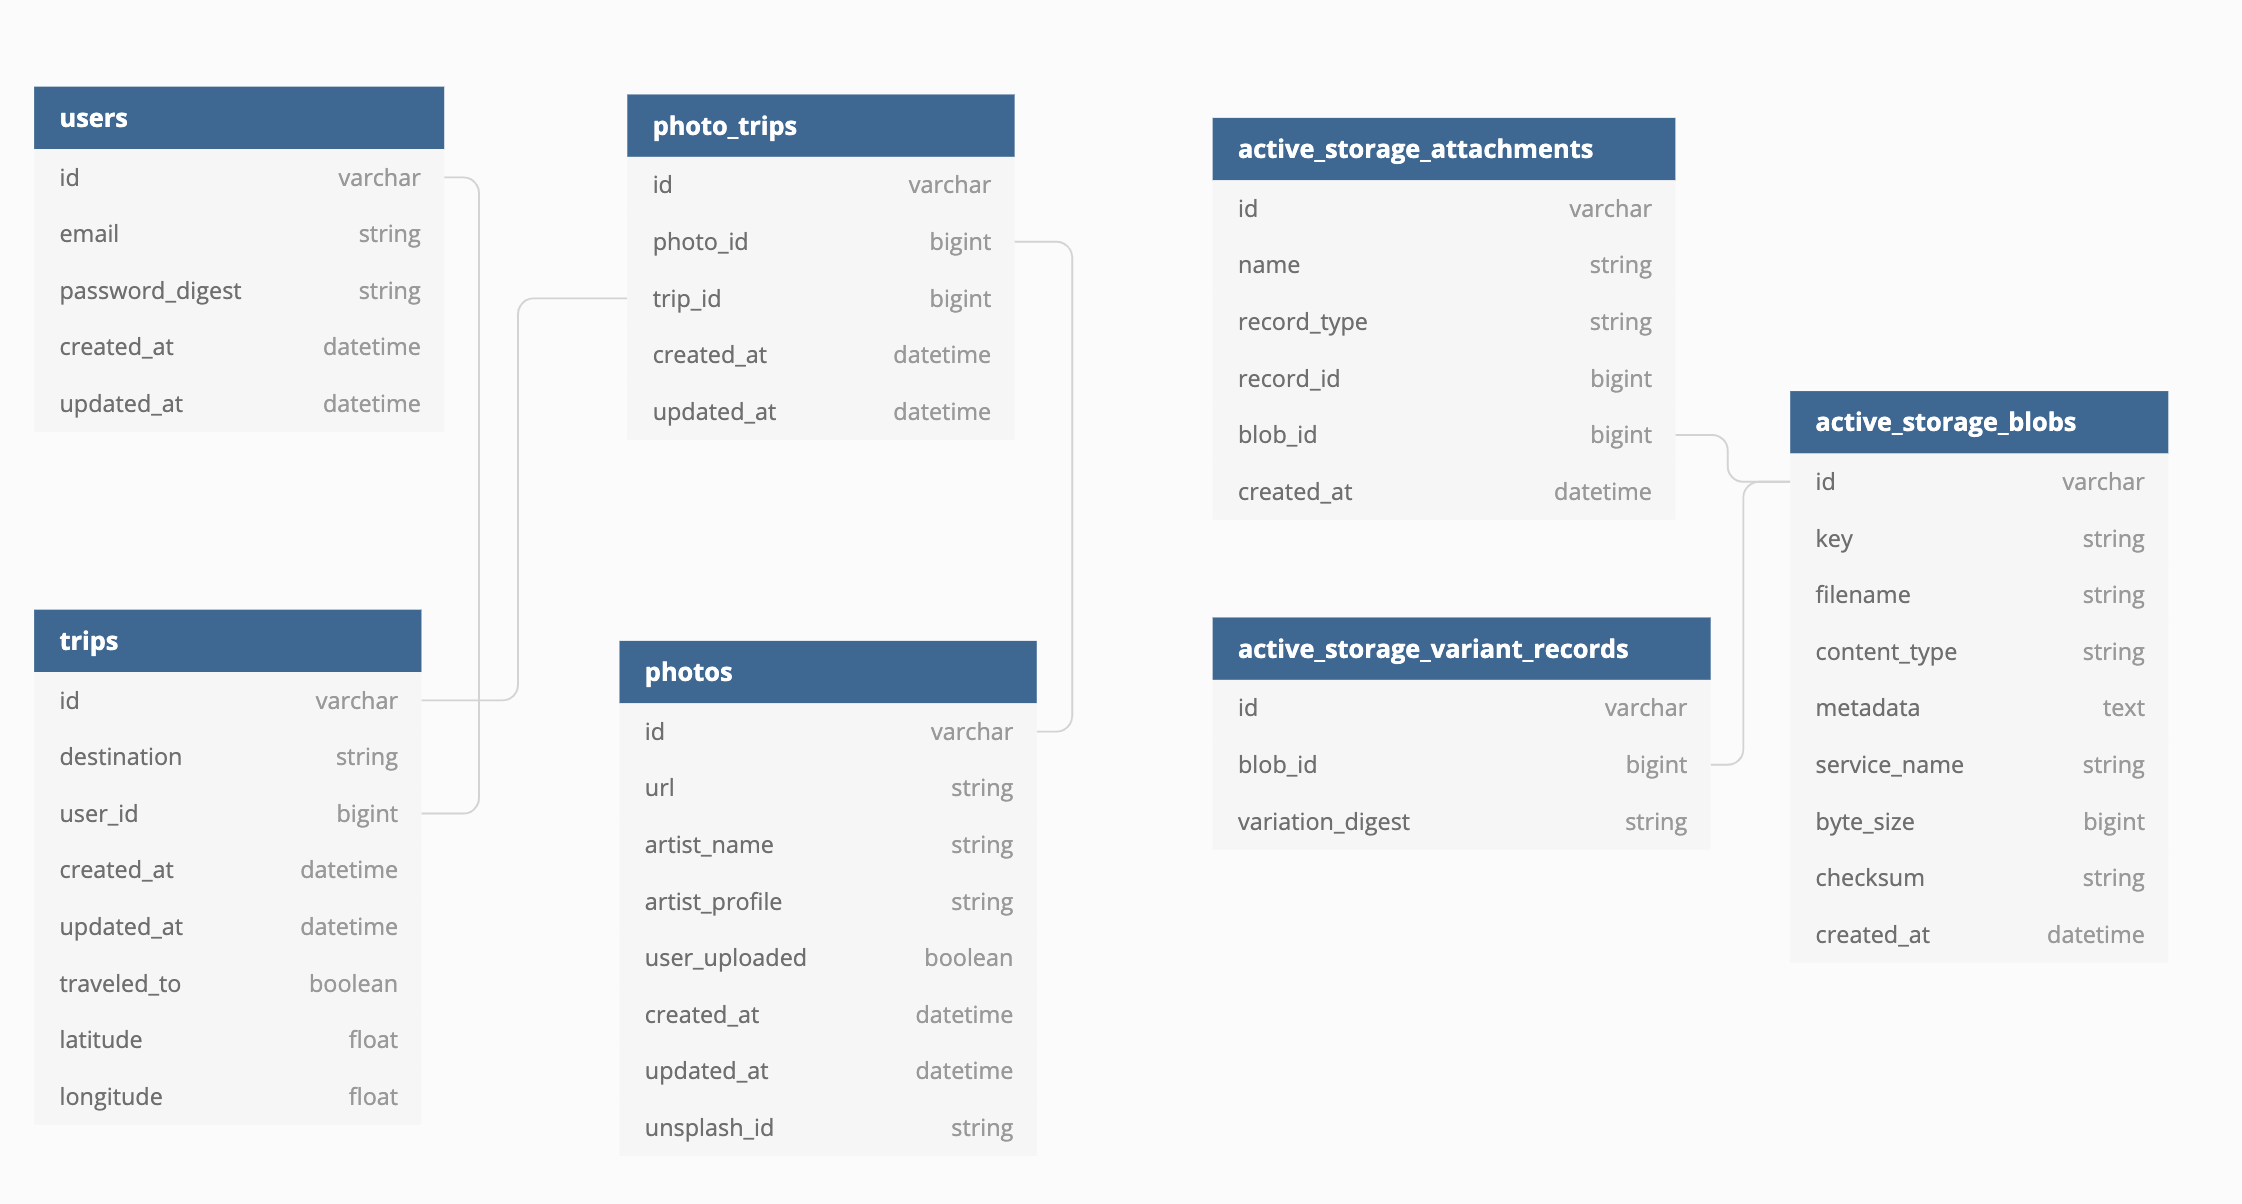 users
id varchar
email string
password_digest string
created_at datetime
updated_at datetime
photo_trips
id varchar
photo_id bigint
trip_id bigint
created_at datetime
updated_at datetime
active_storage_attachments
id varchar
name string
record_type string
record_id bigint
blob_id bigint
created_at datetime
active_storage_blobs
id varchar
key string
filename string
content_type string
metadata text
service_name string
byte_size bigint
checksum string
created_at datetime
trips
id varchar
destination string
user_id bigint
created_at datetime
updated_at datetime
traveled_to boolean
latitude float
longitude float
photos
id varchar
url string
artist_name string
artist_profile string
user_uploaded boolean
created_at datetime
updated_at datetime
unsplash_id string
active_storage_variant_records
id varchar
blob_id bigint
variation_digest string